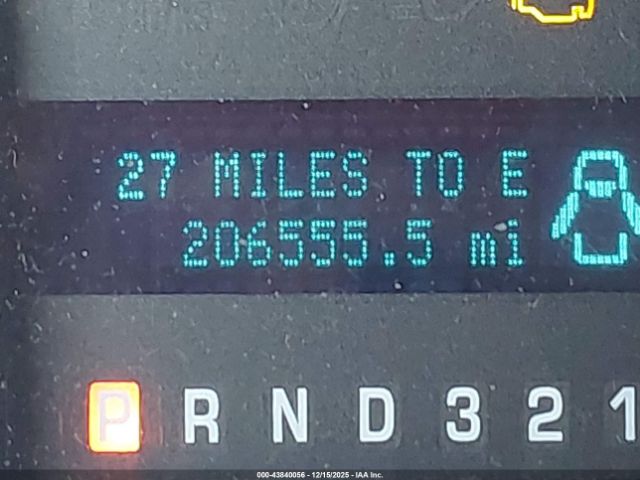 27 MILES TO E
206555.5 mi
P R N D 3 2 1
000-43840056 - 12/15/2025 - IAA Inc.